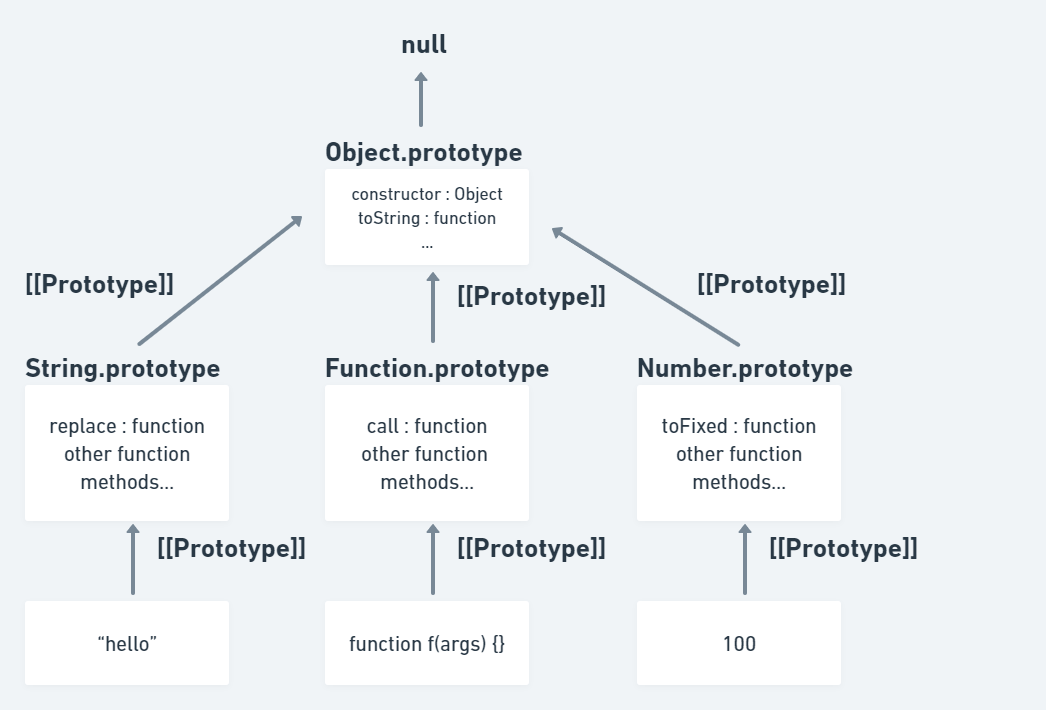 null
Object.prototype
constructor : Object
toString : function
...
[[Prototype]]
[[Prototype]]
[[Prototype]]
String.prototype
Function.prototype
Number.prototype
replace : function
other function
methods...
call : function
other function
methods...
toFixed : function
other function
methods...
[[Prototype]]
[[Prototype]]
[[Prototype]]
“hello”
function f(args) {}
100